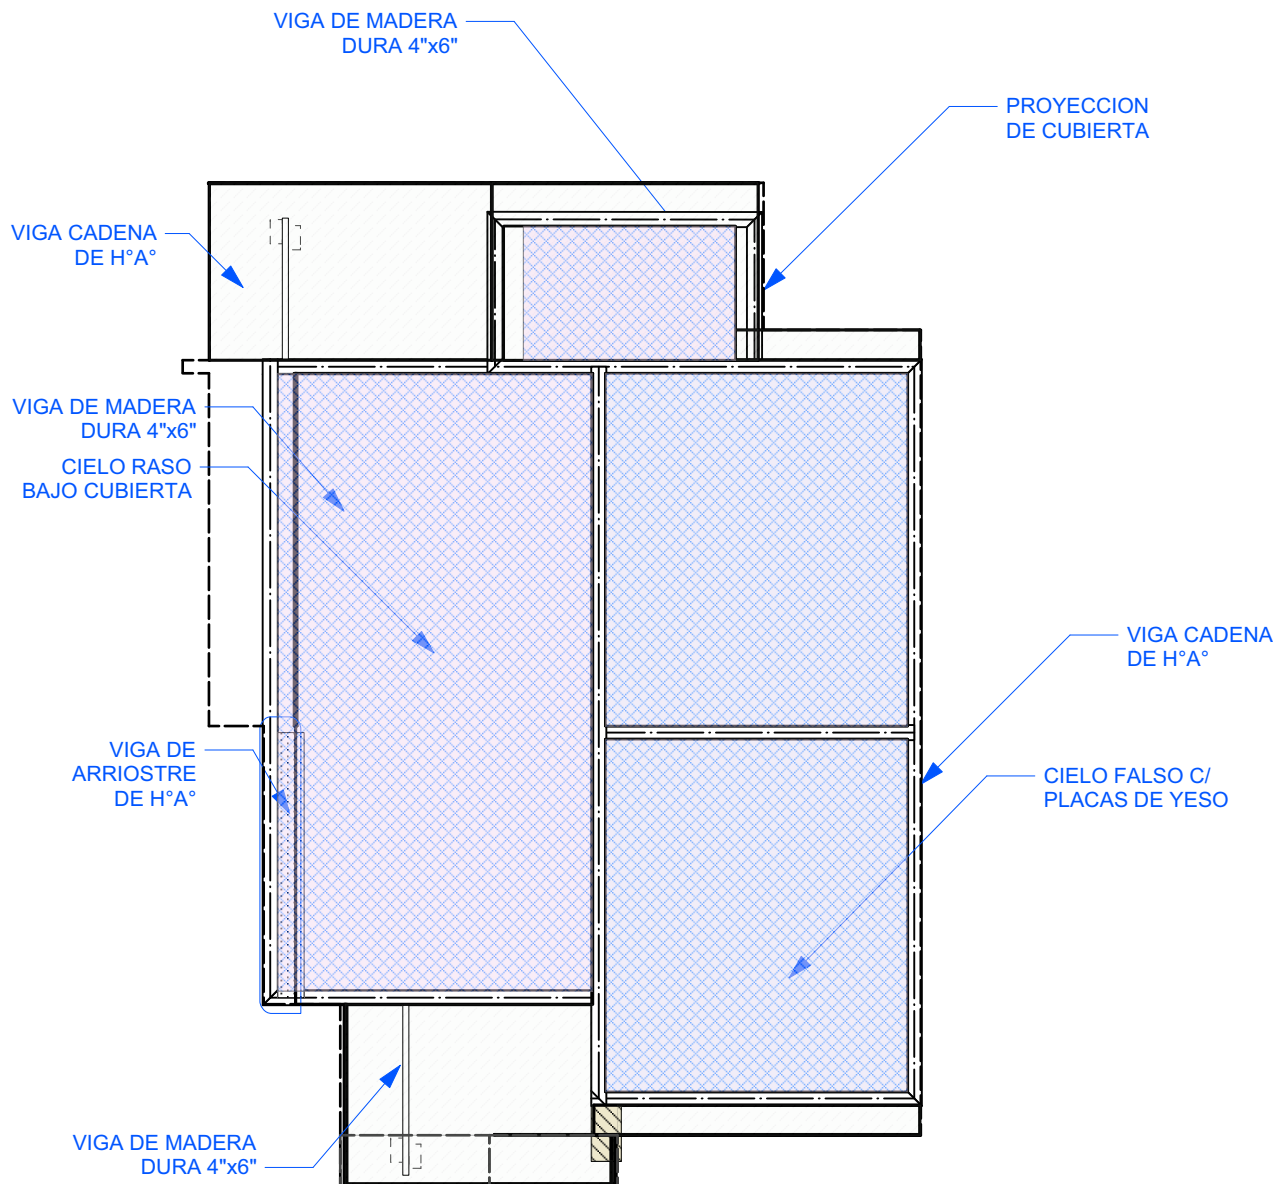 VIGA DE MADERA
DURA 4"x6"
PROYECCION
DE CUBIERTA
VIGA CADENA
DE H°A°
VIGA DE MADERA
DURA 4"x6"
CIELO RASO
BAJO CUBIERTA
VIGA CADENA
DE H°A°
VIGA DE
ARRIOSTRE
DE H°A°
CIELO FALSO C/
PLACAS DE YESO
VIGA DE MADERA
DURA 4"x6"